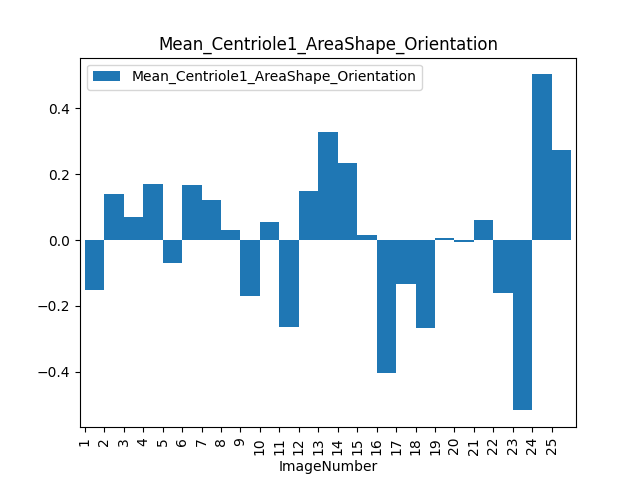 Mean_Centriole1_AreaShape_Orientation
Mean_Centriole1_AreaShape_Orientation
0.4
0.2
0.0
−0.2
−0.4
1 2 3 4 5 6 7 8 9 10 11 12 13 14 15 16 17 18 19 20 21 22 23 24 25
ImageNumber